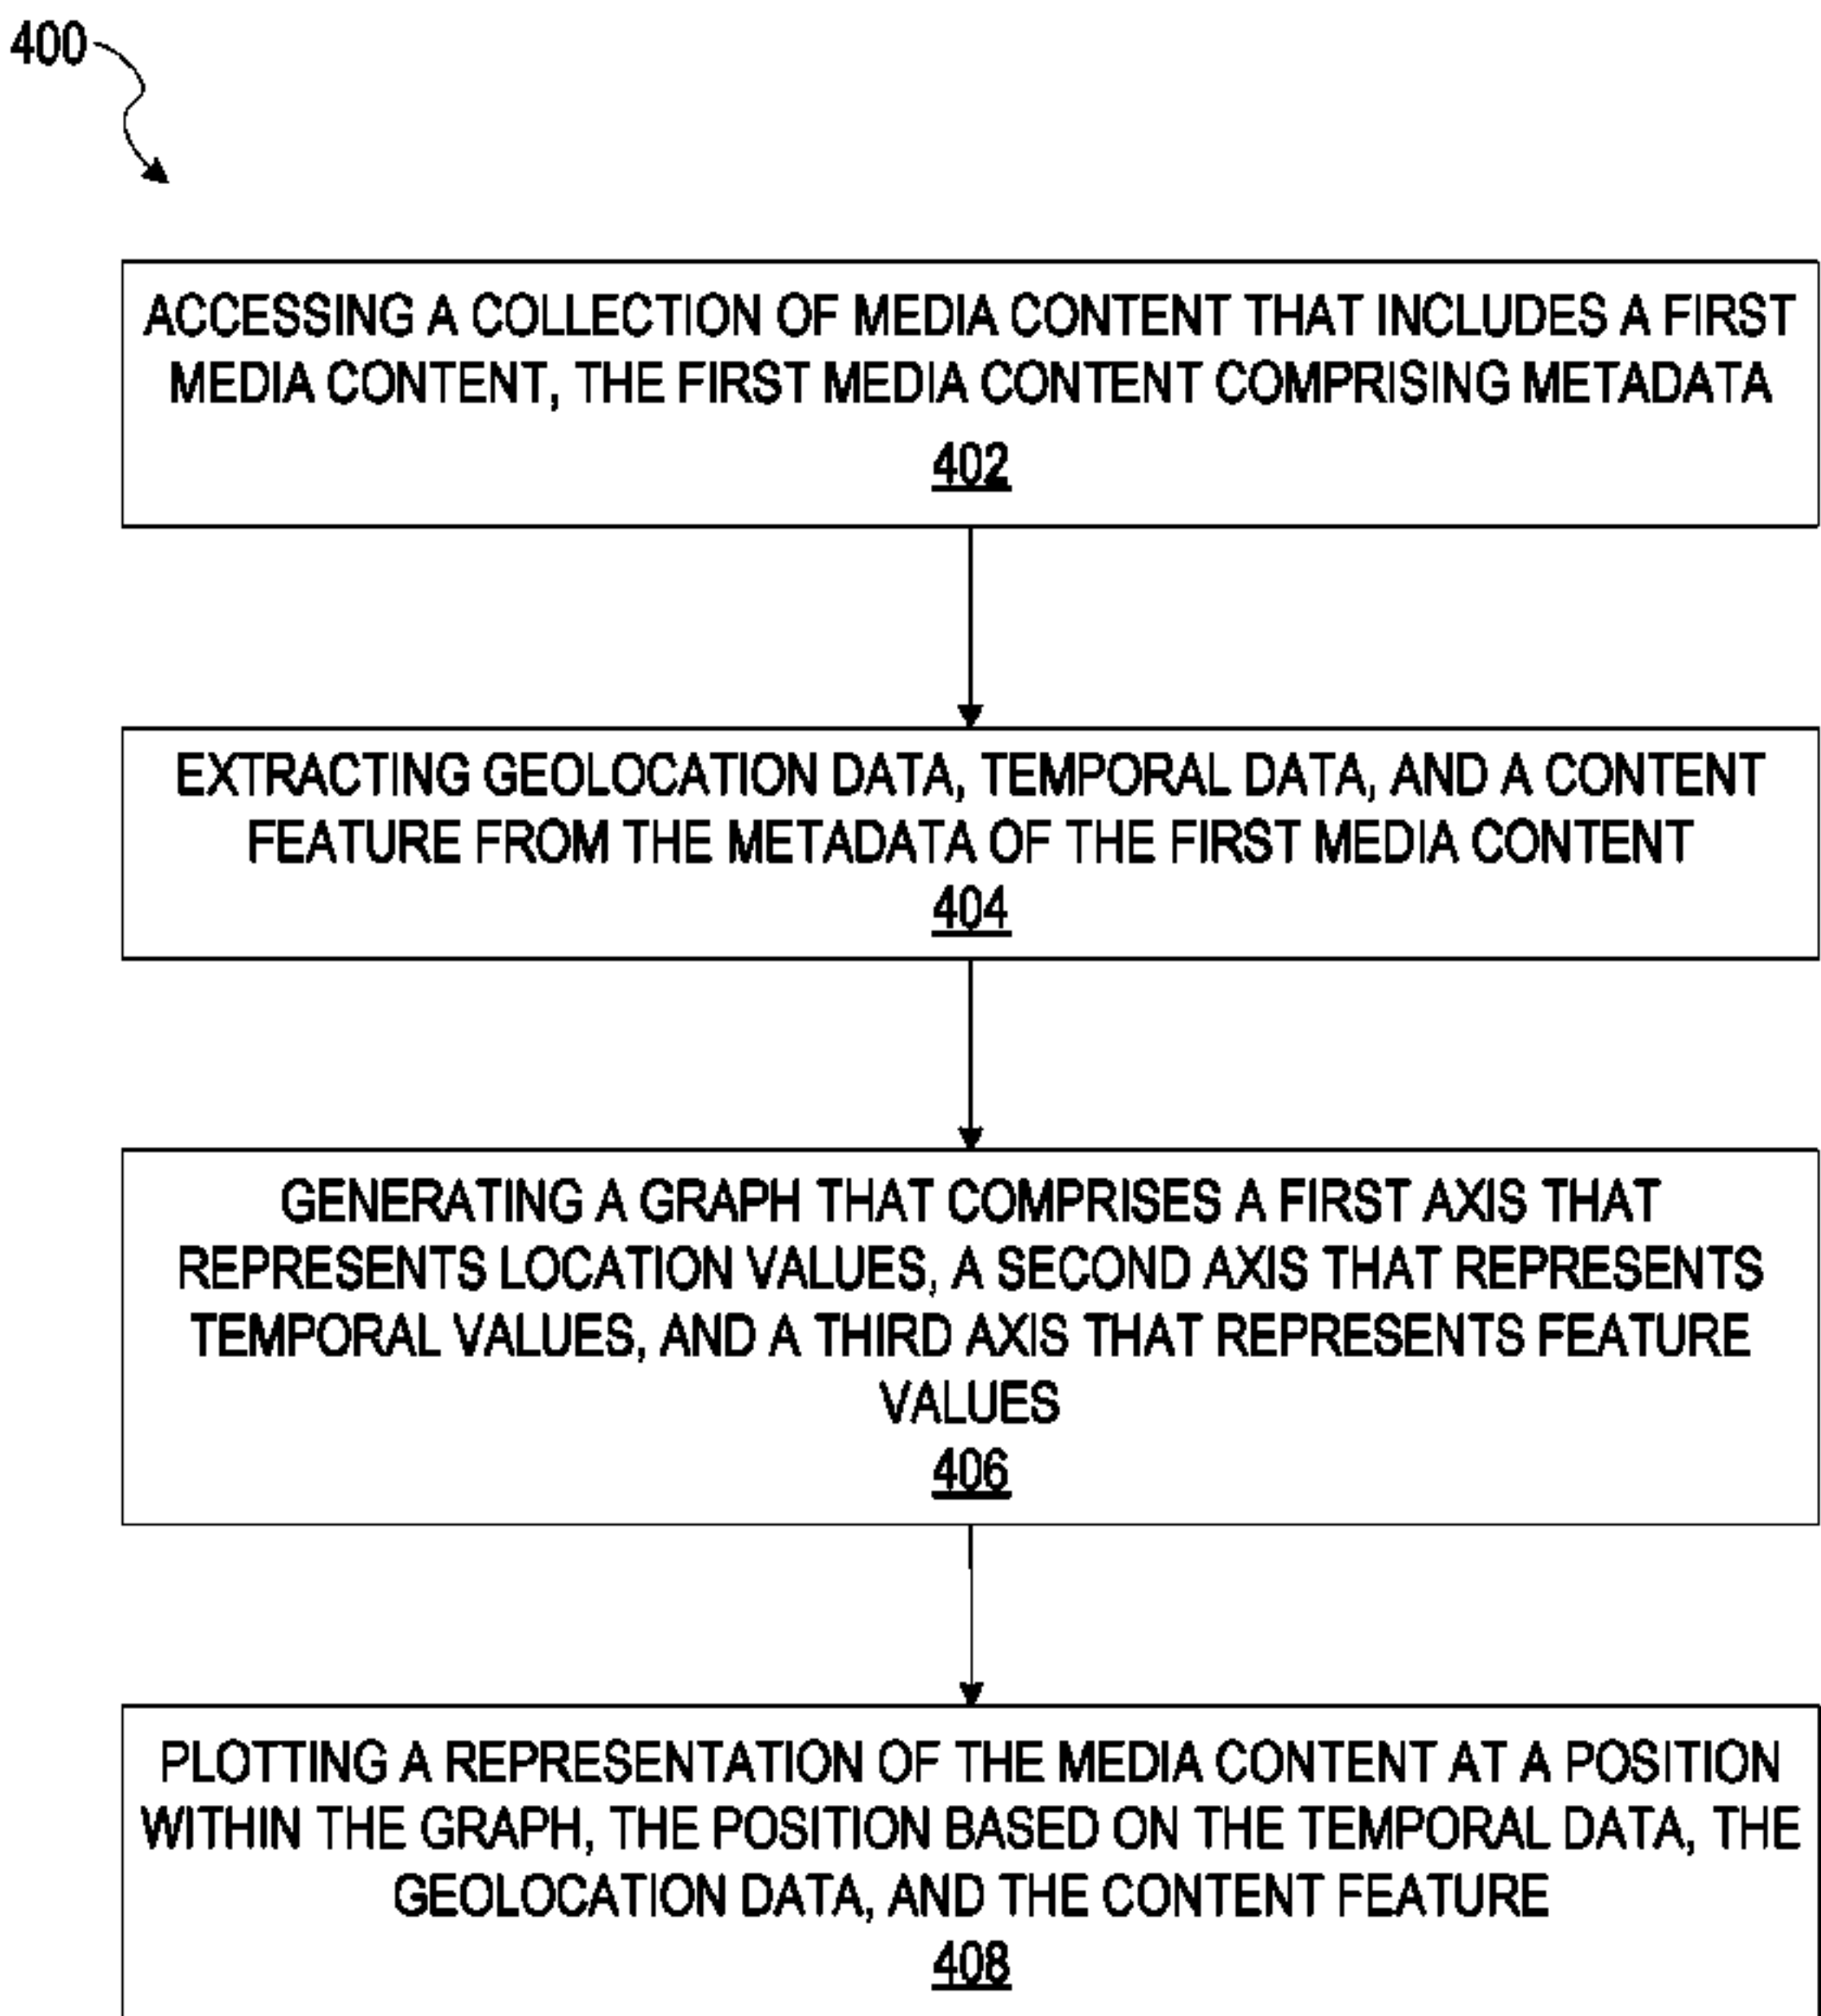 400
ACCESSING A COLLECTION OF MEDIA CONTENT THAT INCLUDES A FIRST
MEDIA CONTENT, THE FIRST MEDIA CONTENT COMPRISING METADATA
402
EXTRACTING GEOLOCATION DATA, TEMPORAL DATA, AND A CONTENT
FEATURE FROM THE METADATA OF THE FIRST MEDIA CONTENT
404
GENERATING A GRAPH THAT COMPRISES A FIRST AXIS THAT
REPRESENTS LOCATION VALUES, A SECOND AXIS THAT REPRESENTS
TEMPORAL VALUES, AND A THIRD AXIS THAT REPRESENTS FEATURE
VALUES
406
PLOTTING A REPRESENTATION OF THE MEDIA CONTENT AT A POSITION
WITHIN THE GRAPH, THE POSITION BASED ON THE TEMPORAL DATA, THE
GEOLOCATION DATA, AND THE CONTENT FEATURE
408